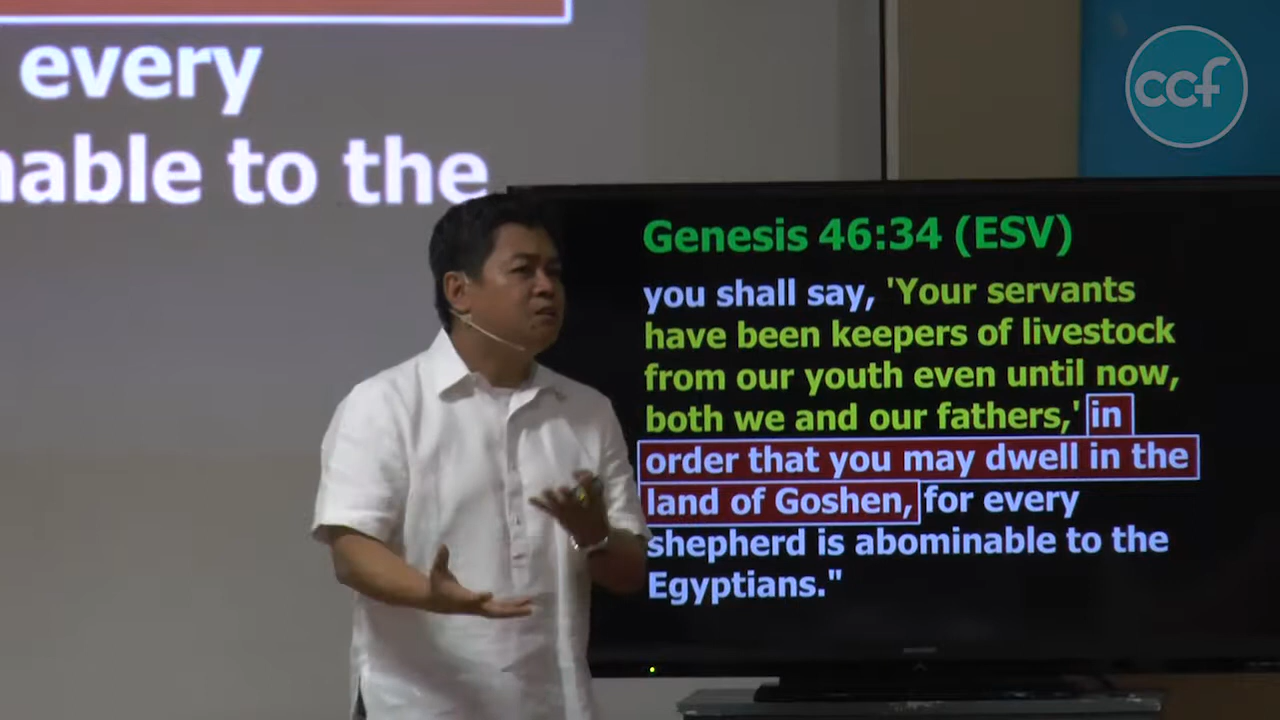 every
nable to the
ccf
Genesis 46:34 (ESV)
you shall say, 'Your servants
have been keepers of livestock
from our youth even until now,
both we and our fathers,' in
order that you may dwell in the
land of Goshen, for every
shepherd is abominable to the
Egyptians."